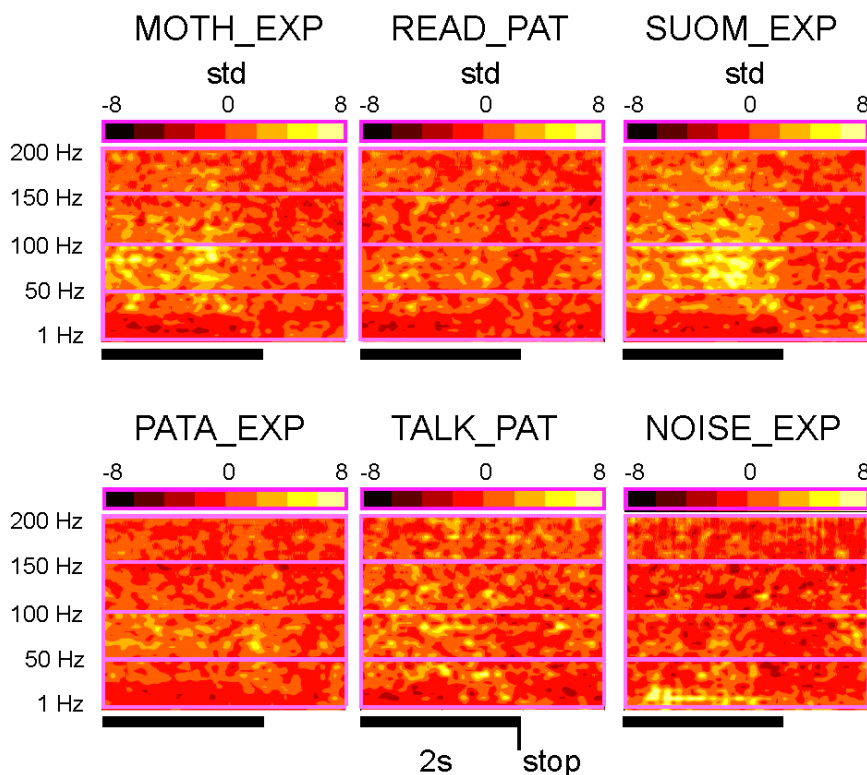 MOTH_EXP READ_PAT SUOM_EXP
std std std
-8 0 8 -8 0 8 -8 0 8
200 Hz
150 Hz
100 Hz
50 Hz
1 Hz
PATA_EXP TALK_PAT NOISE_EXP
-8 0 8 -8 0 8 -8 0 8
200 Hz
150 Hz
100 Hz
50 Hz
1 Hz
2s stop